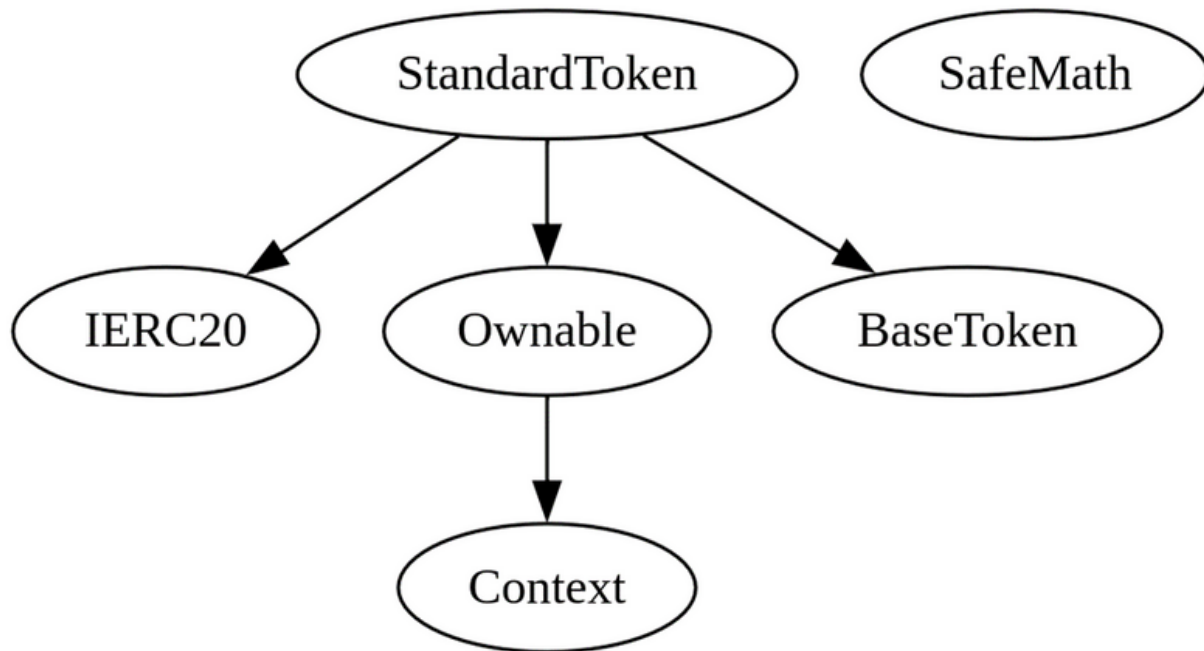 StandardToken
SafeMath
IERC20
Ownable
BaseToken
Context